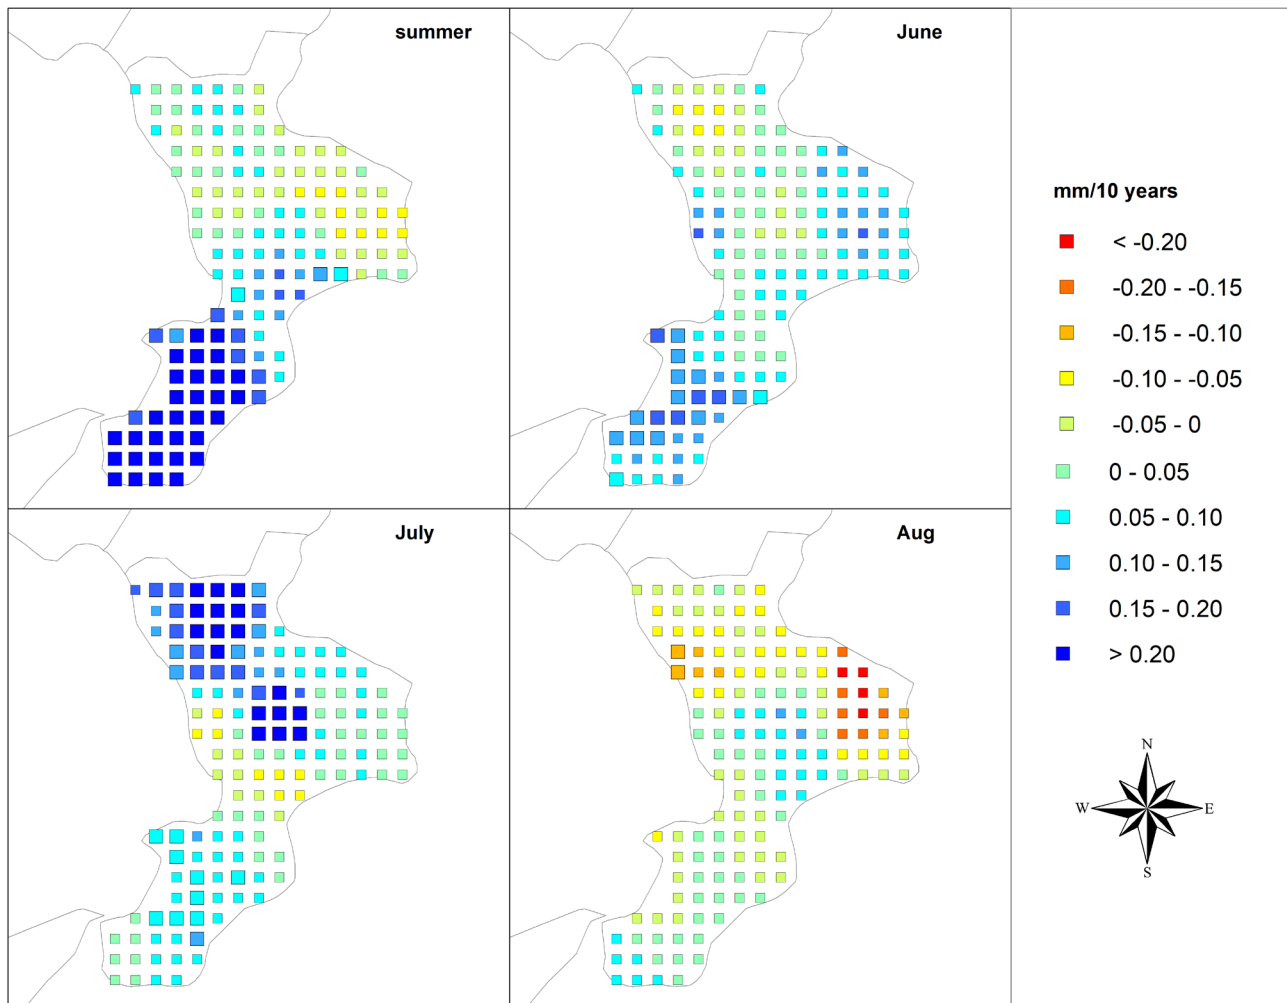 summer
June
mm/10 years
< -0.20
-0.20 - -0.15
-0.15 - -0.10
-0.10 - -0.05
-0.05 - 0
0 - 0.05
0.05 - 0.10
0.10 - 0.15
0.15 - 0.20
> 0.20
July
Aug
N
W E
S